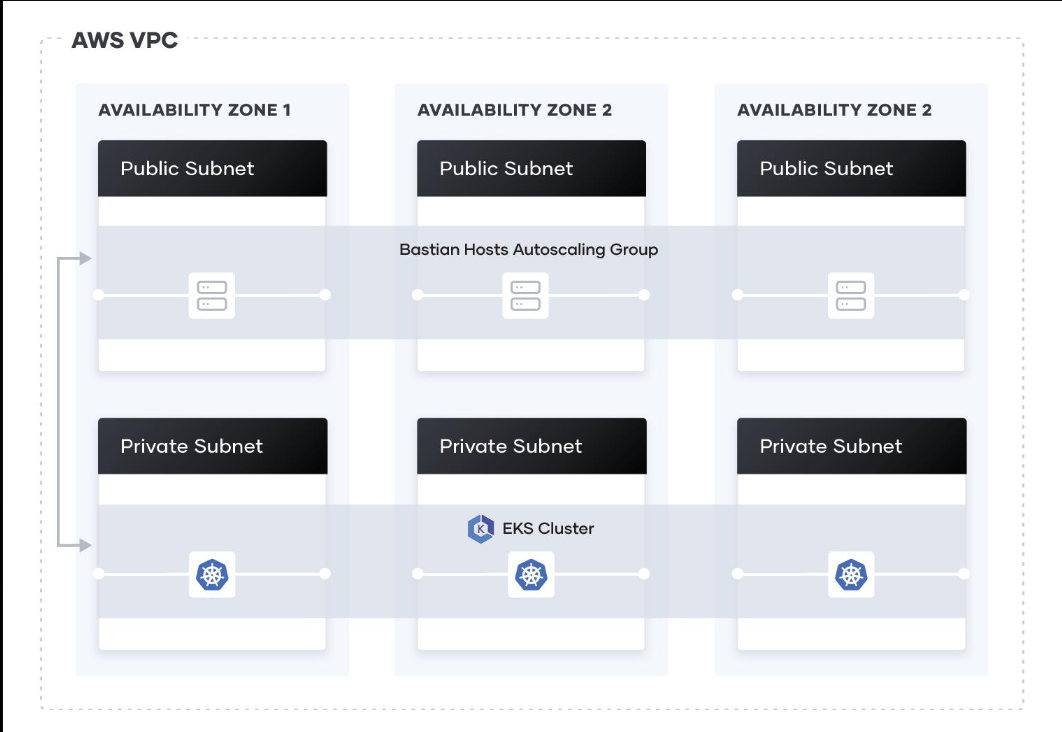 AWS VPC
AVAILABILITY ZONE 1
AVAILABILITY ZONE 2
AVAILABILITY ZONE 2
Public Subnet
Public Subnet
Public Subnet
Bastian Hosts Autoscaling Group
Private Subnet
Private Subnet
Private Subnet
K
EKS Cluster